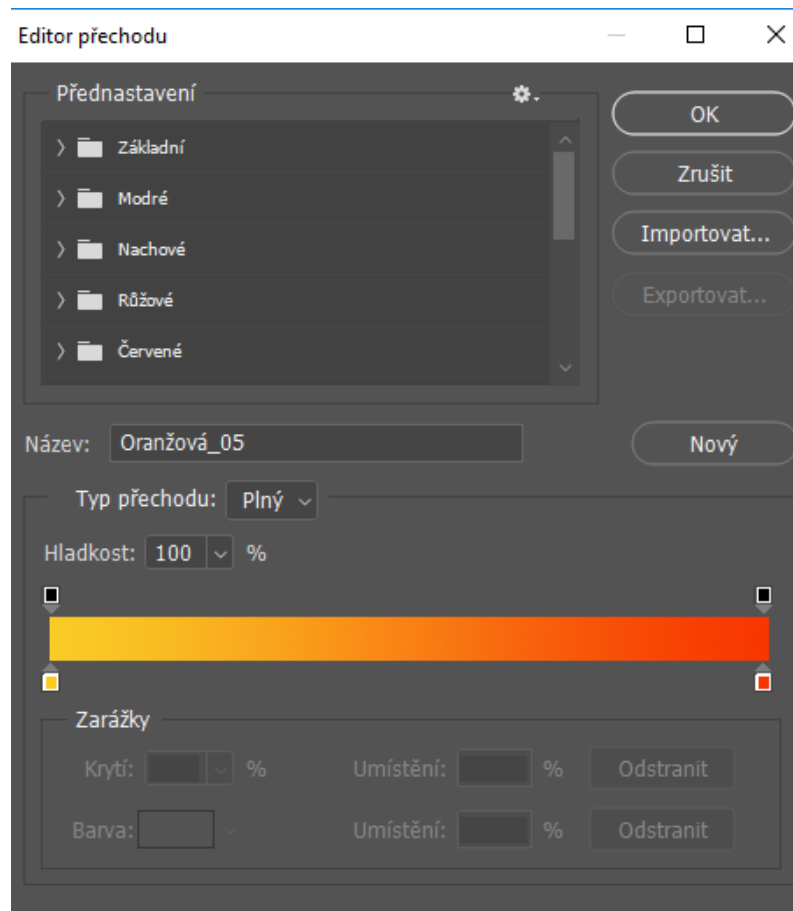 Editor přechodu
Přednastavení
OK
Základní
Zrušit
Modré
Importovat...
Nachové
Exportovat...
Růžové
Červené
Název: Oranžová_05
Nový
Typ přechodu: Plný
Hladkost: 100 %
Zarážky
Krytí: % Umístění: % Odstranit
Barva: Umístění: % Odstranit